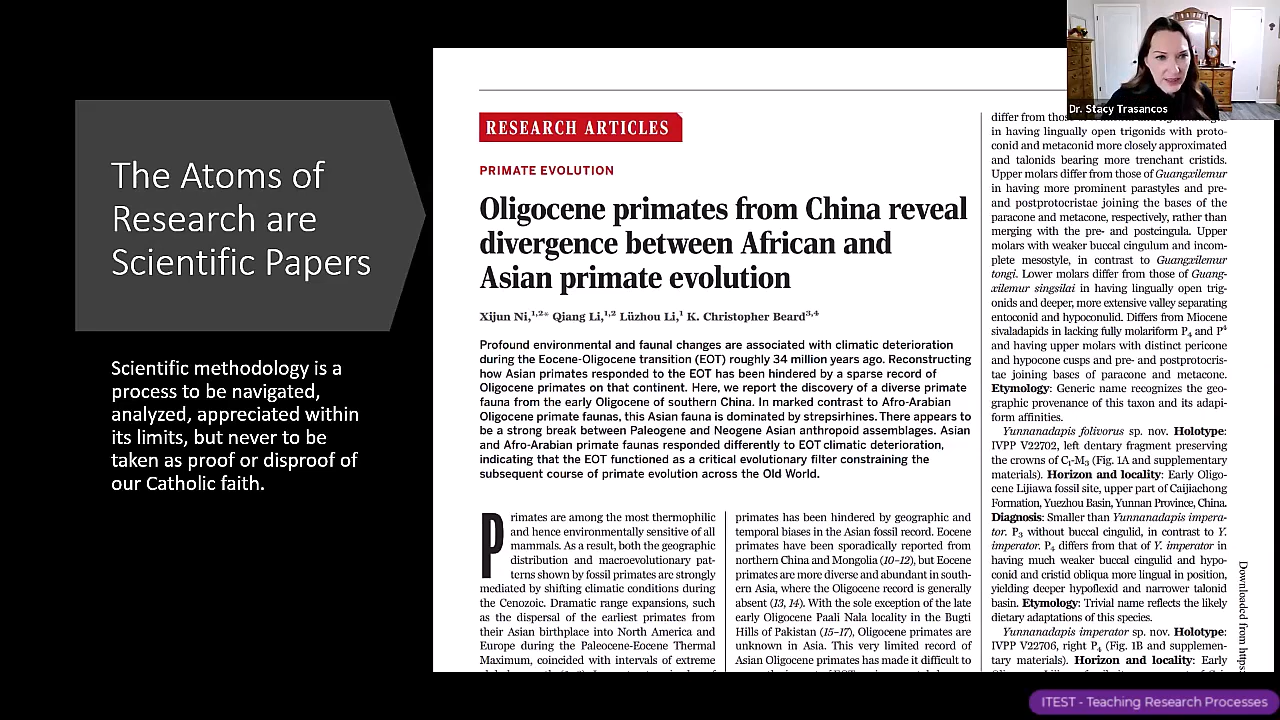 The Atoms of
Research are
Scientific Papers
Scientific methodology is a
process to be navigated,
analyzed, appreciated within
its limits, but never to be
taken as proof or disproof of
our Catholic faith.
RESEARCH ARTICLES
PRIMATE EVOLUTION
Oligocene primates from China reveal
divergence between African and
Asian primate evolution
Xijun Ni,1,2* Qiang Li,1,2 Lüzhou Li,1 K. Christopher Beard3,4
Profound environmental and faunal changes are associated with climatic deterioration
during the Eocene-Oligocene transition (EOT) roughly 34 million years ago. Reconstructing
how Asian primates responded to the EOT has been hindered by a sparse record of
Oligocene primates on that continent. Here, we report the discovery of a diverse primate
fauna from the early Oligocene of southern China. In marked contrast to Afro-Arabian
Oligocene primate faunas, this Asian fauna is dominated by strepsirhines. There appears to
be a strong break between Paleogene and Neogene Asian anthropoid assemblages. Asian
and Afro-Arabian primate faunas responded differently to EOT climatic deterioration,
indicating that the EOT functioned as a critical evolutionary filter constraining the
subsequent course of primate evolution across the Old World.
Primates are among the most thermophilic
and hence environmentally sensitive of all
mammals. As a result, both the geographic
distribution and macroevolutionary pat-
terns shown by fossil primates are strongly
mediated by shifting climatic conditions during
the Cenozoic. Dramatic range expansions, such
as the dispersal of the earliest primates from
their Asian birthplace into North America and
Europe during the Paleocene-Eocene Thermal
Maximum, coincided with intervals of extreme
primates has been hindered by geographic and
temporal biases in the Asian fossil record. Eocene
primates have been sporadically reported from
northern China and Mongolia (10–12), but Eocene
primates are more diverse and abundant in south-
ern Asia, where the Oligocene record is generally
absent (13, 14). With the sole exception of the late
early Oligocene Paali Nala locality in the Bugti
Hills of Pakistan (15–17), Oligocene primates are
unknown in Asia. This very limited record of
Asian Oligocene primates has made it difficult to
differ from
in having lingually open trigonids with proto-
conid and metaconid more closely approximated
and talonids bearing more trenchant cristids.
Upper molars differ from those of Guangxilemur
in having more prominent parastyles and pre-
and postprotocristae joining the bases of the
paracone and metacone, respectively, rather than
merging with the pre- and postcingula. Upper
molars with weaker buccal cingulum and incom-
plete mesostyle, in contrast to Guangxilemur
tongi. Lower molars differ from those of Guang-
xilemur singsilai in having lingually open trig-
onids and deeper, more extensive valley separating
entoconid and hypoconulid. Differs from Miocene
sivaladapids in lacking fully molariform P4 and P4
and having upper molars with distinct pericone
and hypocone cusps and pre- and postprotocris-
tae joining bases of paracone and metacone.
Etymology: Generic name recognizes the geo-
graphic provenance of this taxon and its adapi-
form affinities.
Yunnanadapis folivorus sp. nov. Holotype:
IVPP V22702, left dentary fragment preserving
the crowns of C1-M3 (Fig. 1A and supplementary
materials). Horizon and locality: Early Oligo-
cene Lijiawa fossil site, upper part of Caijiachong
Formation, Yuezhou Basin, Yunnan Province, China.
Diagnosis: Smaller than Yunnanadapis impera-
tor. P3 without buccal cingulid, in contrast to Y.
imperator. P4 differs from that of Y. imperator in
having much weaker buccal cingulid and hypo-
conid and cristid obliqua more lingual in position,
yielding deeper hypoflexid and narrower talonid
basin. Etymology: Trivial name reflects the likely
dietary adaptations of this species.
Yunnanadapis imperator sp. nov. Holotype:
IVPP V22706, right P4 (Fig. 1B and supplemen-
tary materials). Horizon and locality: Early
Downloaded from https:
Dr. Stacy Trasancos
ITEST - Teaching Research Processes